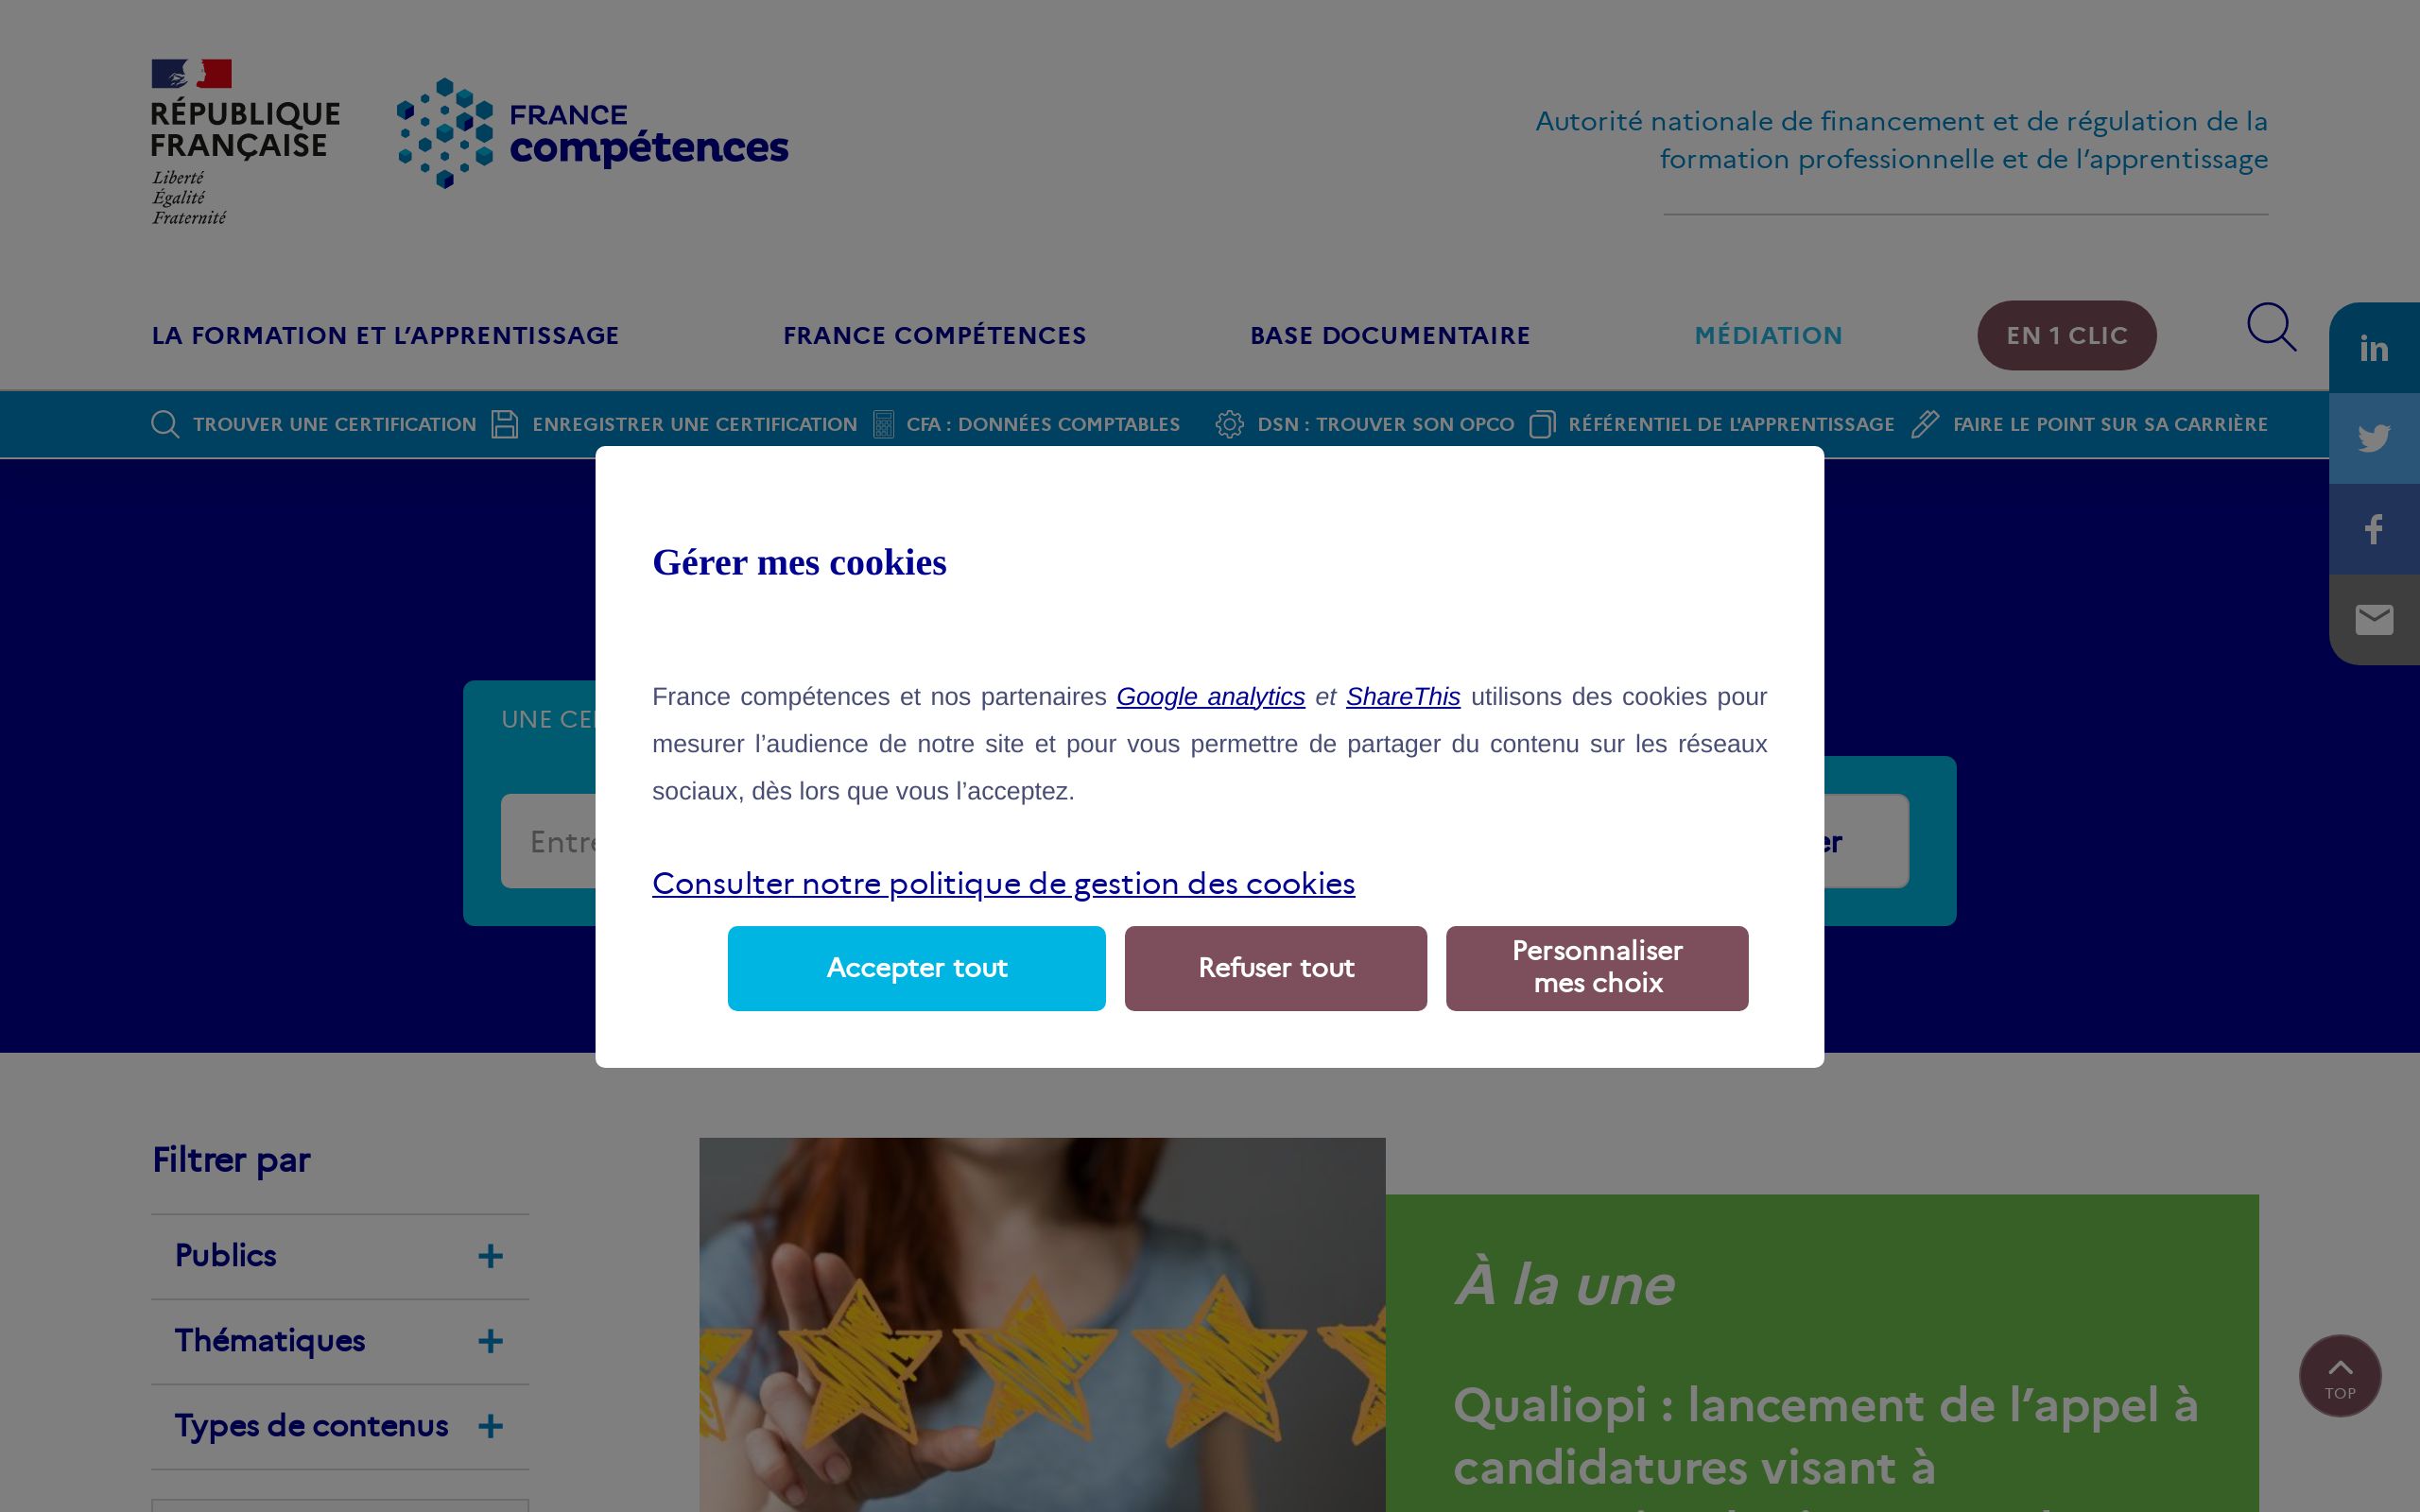 RÉPUBLIQUE
FRANÇAISE
Liberté
Égalité
Fraternité
FRANCE
compétences
Autorité nationale de financement et de régulation de la
formation professionnelle et de l’apprentissage
LA FORMATION ET L’APPRENTISSAGE FRANCE COMPÉTENCES BASE DOCUMENTAIRE MÉDIATION EN 1 CLIC
in
TROUVER UNE CERTIFICATION ENREGISTRER UNE CERTIFICATION CFA : DONNÉES COMPTABLES DSN : TROUVER SON OPCO RÉFÉRENTIEL DE L'APPRENTISSAGE FAIRE LE POINT SUR SA CARRIÈRE
Gérer mes cookies
France compétences et nos partenaires Google analytics et ShareThis utilisons des cookies pour
mesurer l’audience de notre site et pour vous permettre de partager du contenu sur les réseaux
sociaux, dès lors que vous l’acceptez.
Consulter notre politique de gestion des cookies
Accepter tout Refuser tout Personnaliser
mes choix
UNE
Filtrer par
Publics +
Thématiques +
Types de contenus +
À la une
Qualiopi : lancement de l’appel à
candidatures visant à
TOP